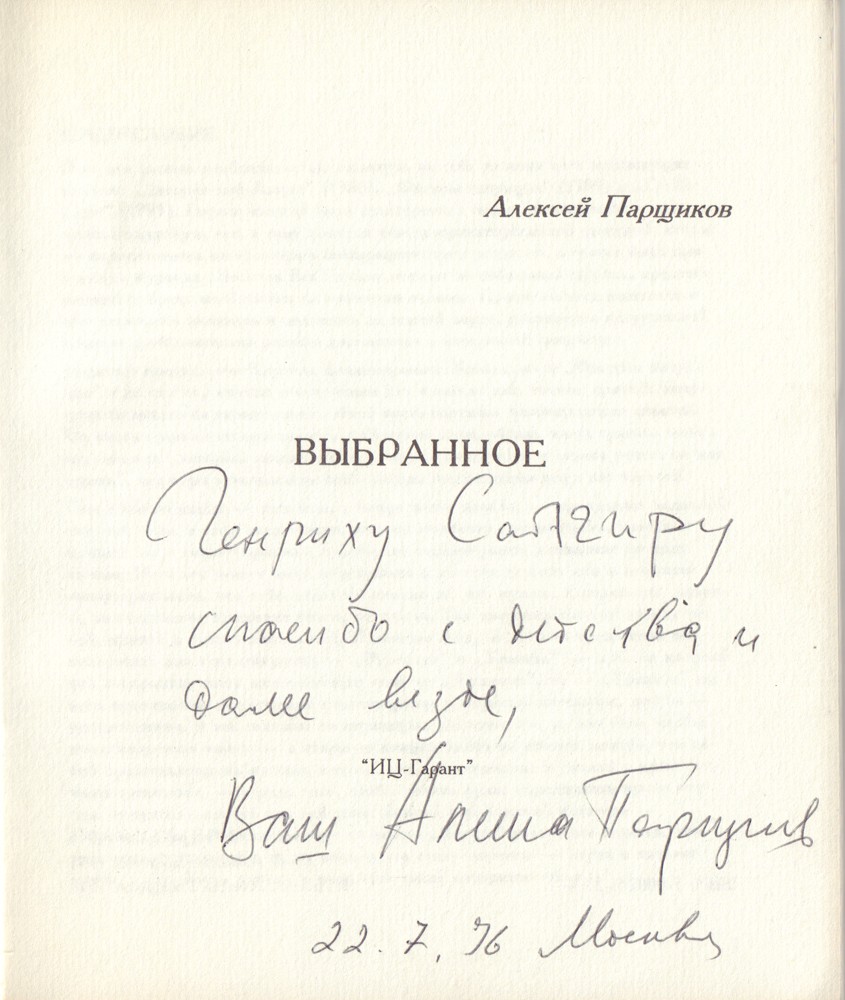 Алексей Парщиков
ВЫБРАННОЕ
Генриху Сапгиру
спасибо с детства и
далее везде,
"ИЦ-Гарант"
Ваш Алеша Парщиков
22.7.96 Москва